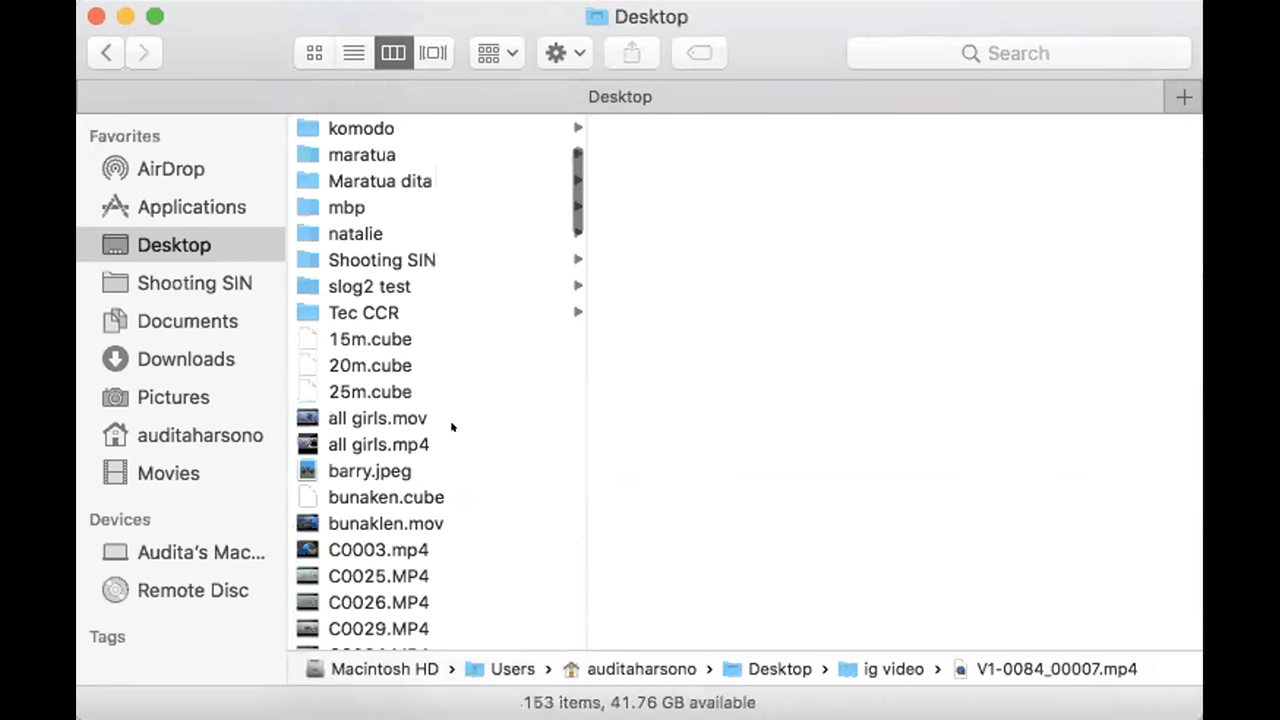 Desktop
Search
Desktop
Favorites
AirDrop
Applications
Desktop
Shooting SIN
Documents
Downloads
Pictures
auditaharsono
Movies
Devices
Audita's Mac...
Remote Disc
Tags
komodo
maratua
Maratua dita
mbp
natalie
Shooting SIN
slog2 test
Tec CCR
15m.cube
20m.cube
25m.cube
all girls.mov
all girls.mp4
barry.jpeg
bunaken.cube
bunaklen.mov
C0003.mp4
C0025.MP4
C0026.MP4
C0029.MP4
Macintosh HD › Users › auditaharsono › Desktop › ig video › V1-0084_00007.mp4
153 items, 41.76 GB available